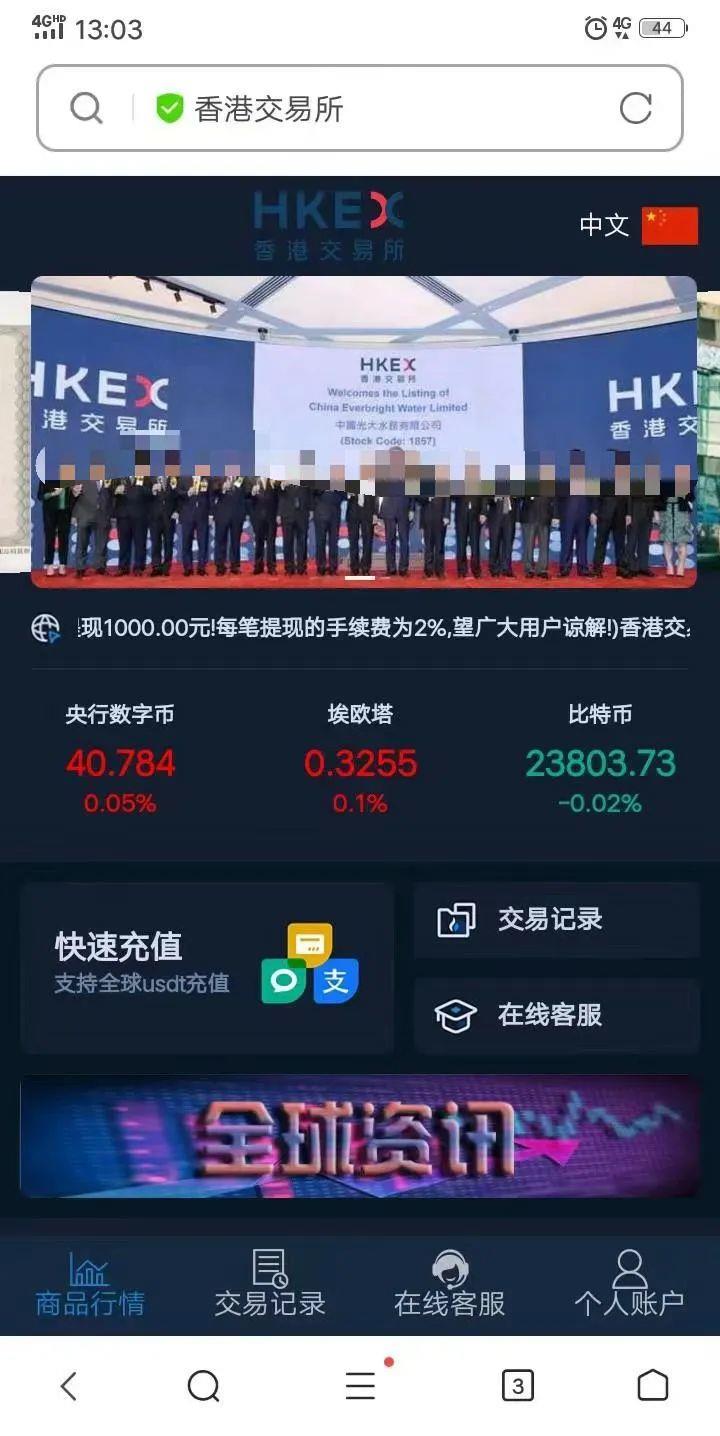 4G HD 13:03 4G 44
香港交易所
HKEX
香港交易所
中文
HKEX
香港交易所
HKEX
香港交易所
Welcomes the Listing of
China Everbright Water Limited
中國光大水務有限公司
(Stock Code: 1857)
HK
香港交
现1000.00元!每笔提现的手续费为2%,望广大用户谅解!)香港交
央行数字币 埃欧塔 比特币
40.784 0.3255 23803.73
0.05% 0.1% -0.02%
快速充值
支持全球usdt充值
支
交易记录
在线客服
全球资讯
商品行情 交易记录 在线客服 个人账户
3